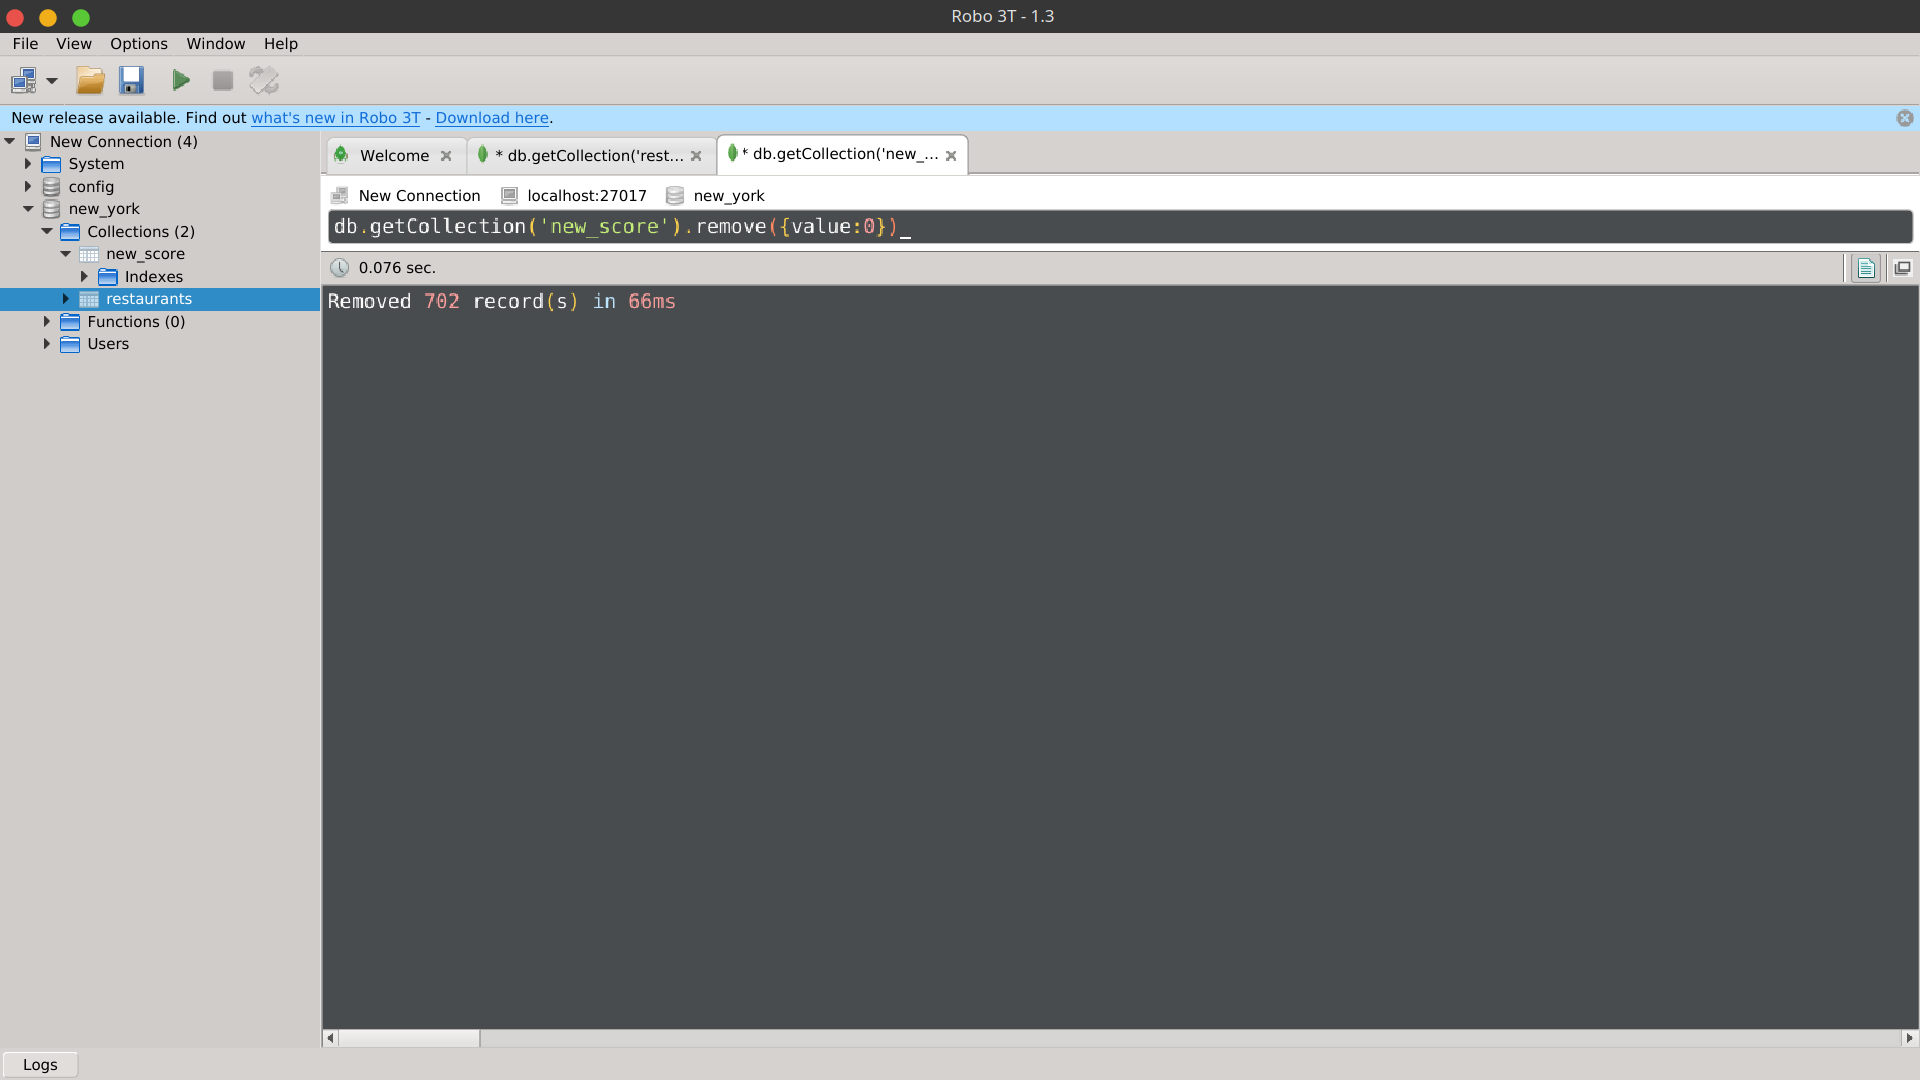 Robo 3T - 1.3
File View Options Window Help
New release available. Find out what's new in Robo 3T - Download here.
New Connection (4)
System
config
new_york
Collections (2)
new_score
Indexes
restaurants
Functions (0)
Users
Welcome
* db.getCollection('rest...
* db.getCollection('new_...
New Connection localhost:27017 new_york
db.getCollection('new_score').remove({value:0})
0.076 sec.
Removed 702 record(s) in 66ms
Logs